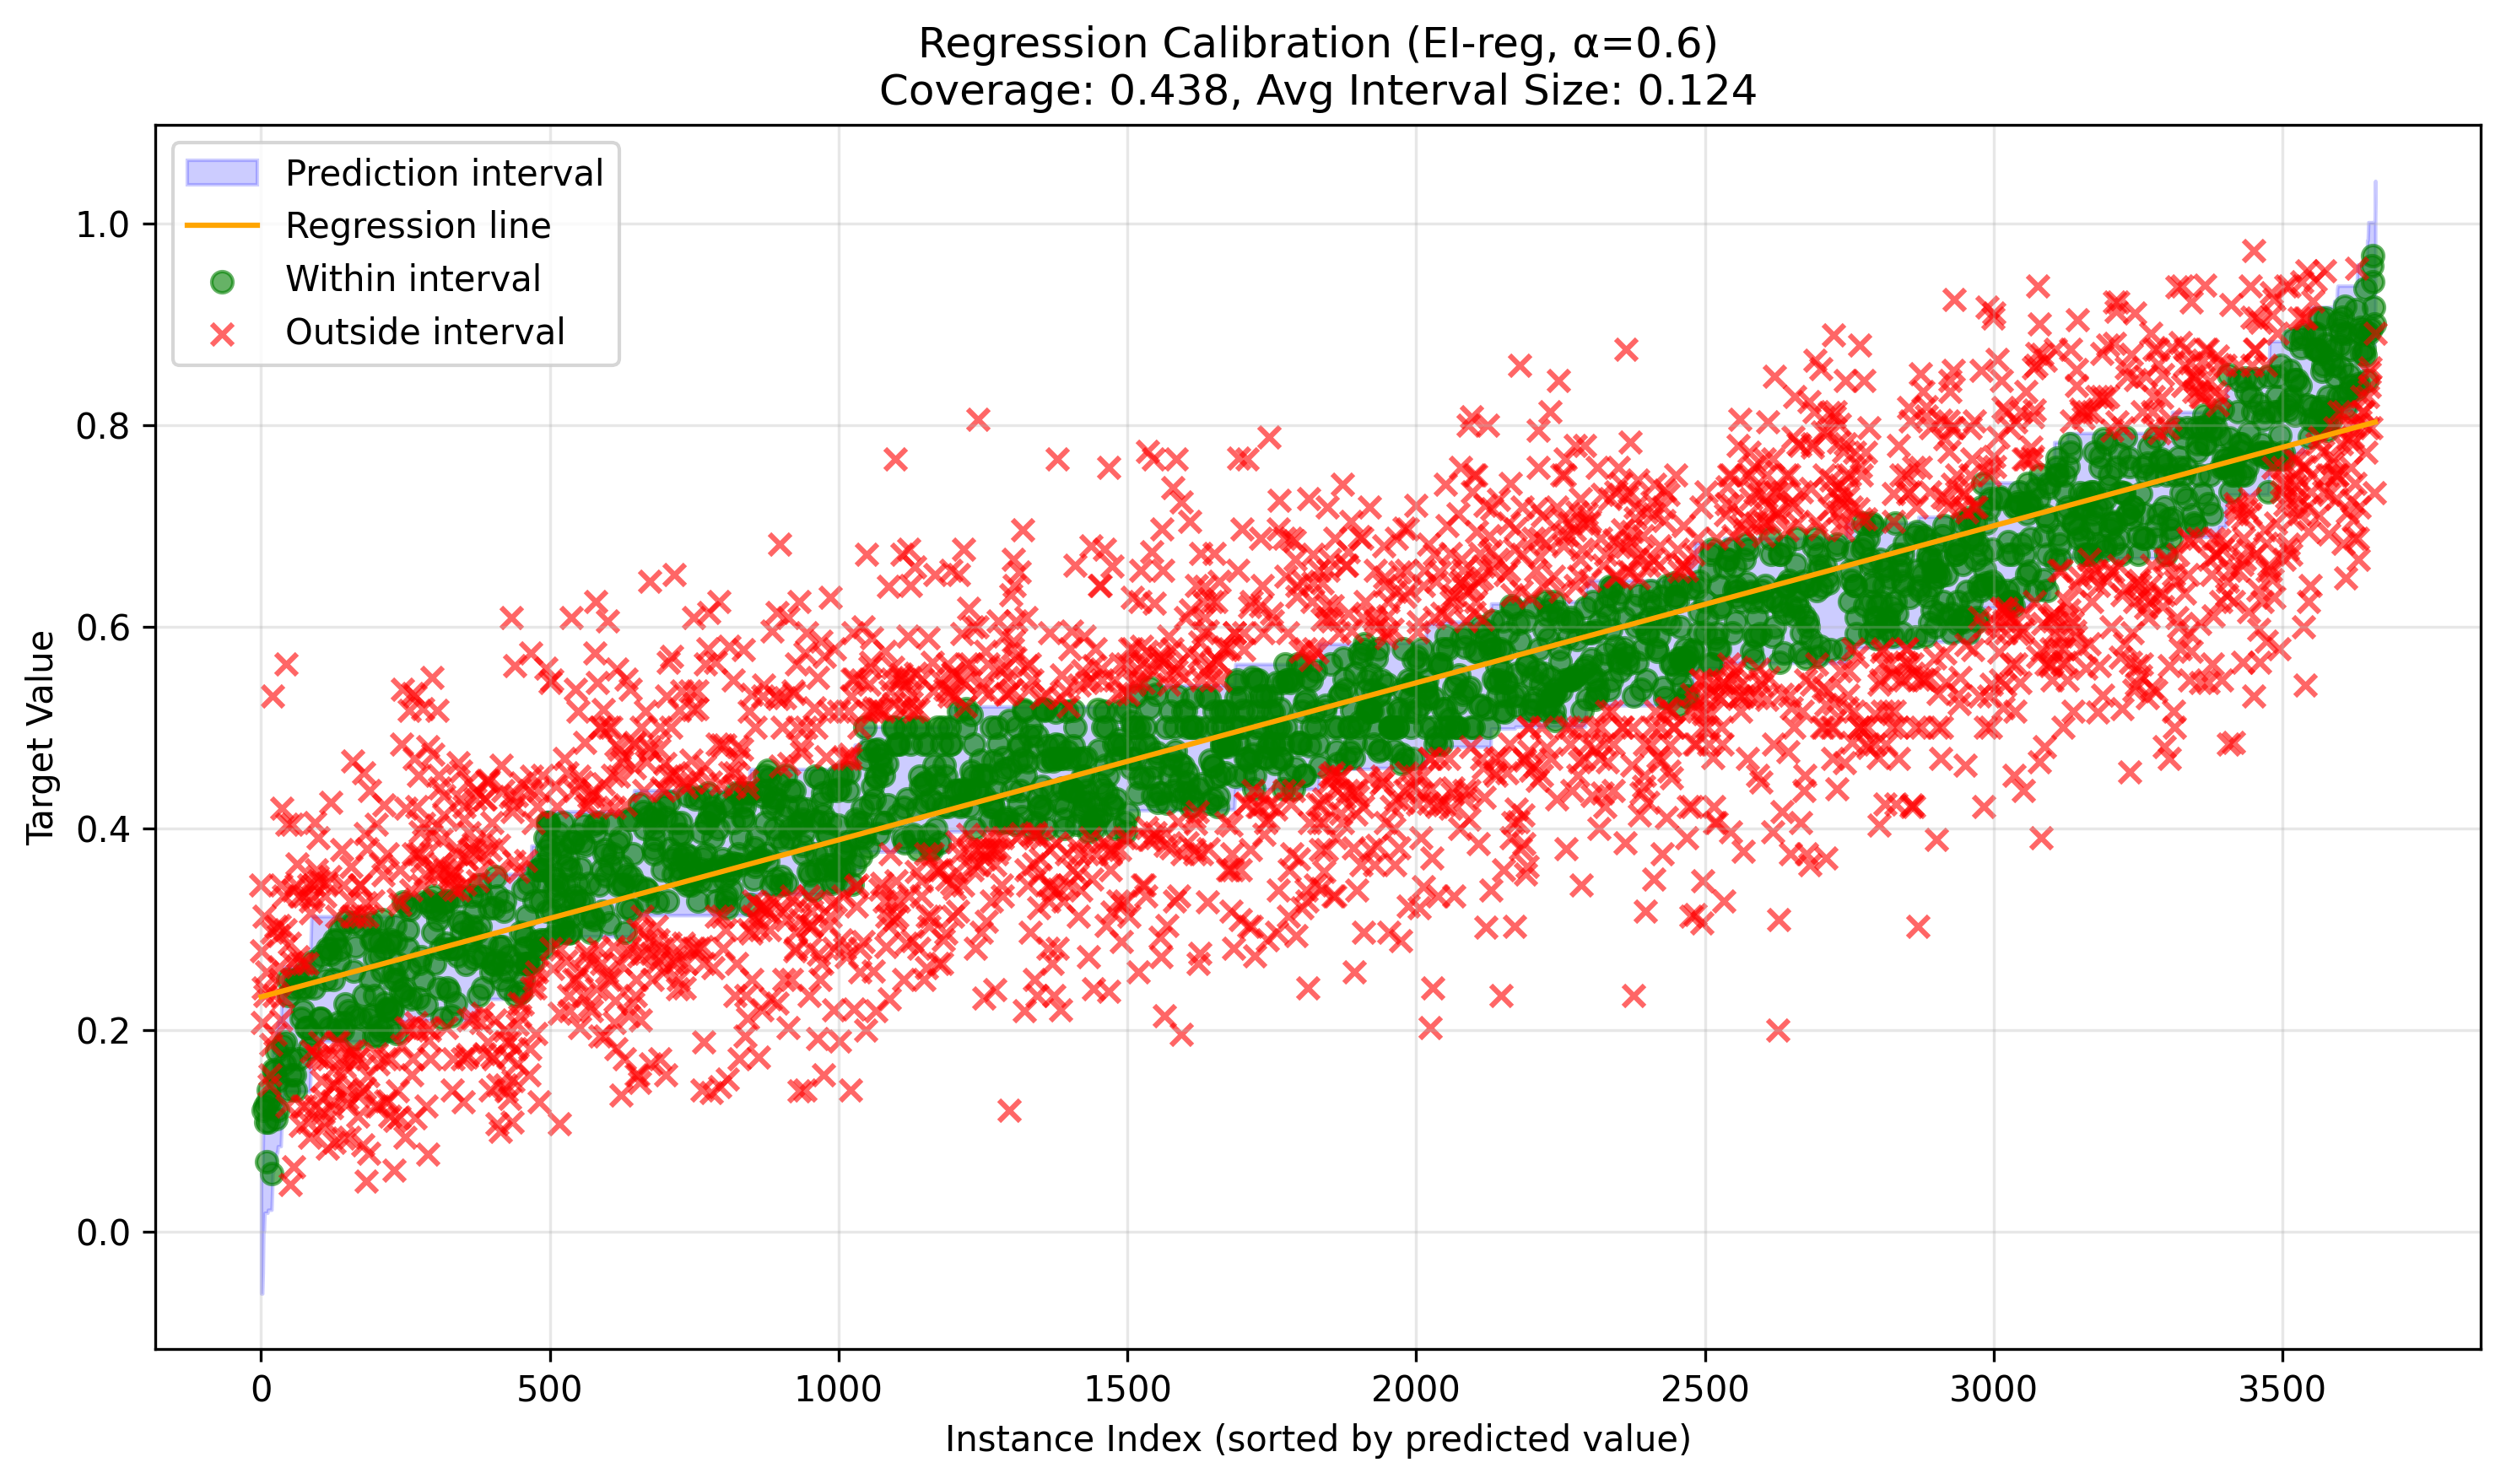 Regression Calibration (EI-reg, α=0.6)
Coverage: 0.438, Avg Interval Size: 0.124
Prediction interval
Regression line
Within interval
Outside interval
1.0
0.8
0.6
0.4
0.2
0.0
Target Value
0 500 1000 1500 2000 2500 3000 3500
Instance Index (sorted by predicted value)